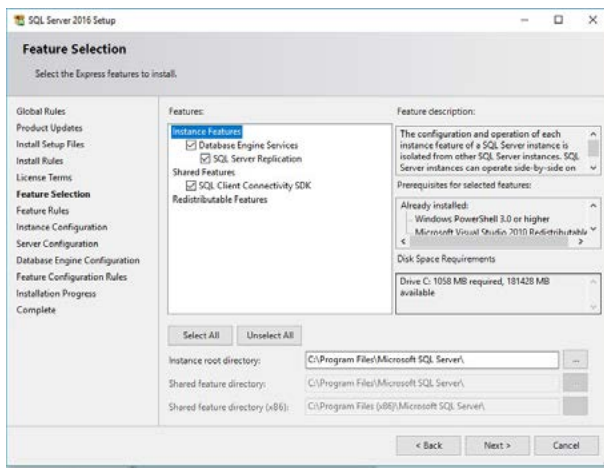 SQL Server 2016 Setup
Feature Selection
Select the Express features to install.
Global Rules
Product Updates
Install Setup Files
Install Rules
License Terms
Feature Selection
Feature Rules
Instance Configuration
Server Configuration
Database Engine Configuration
Feature Configuration Rules
Installation Progress
Complete
Features:
Instance Features
Database Engine Services
SQL Server Replication
Shared Features
SQL Client Connectivity SDK
Redistributable Features
Feature description:
The configuration and operation of each
instance feature of a SQL Server instance is
isolated from other SQL Server instances. SQL
Server instances can operate side-by-side on
Prerequisites for selected features:
Already installed:
Windows PowerShell 3.0 or higher
Microsoft Visual Studio 2010 Redistributable
Disk Space Requirements
Drive C: 1058 MB required, 181428 MB
available
Select All
Unselect All
Instance root directory:
C:\Program Files\Microsoft SQL Server\
...
Shared feature directory:
C:\Program Files\Microsoft SQL Server\
Shared feature directory (x86):
C:\Program Files (x86)\Microsoft SQL Server\
< Back
Next >
Cancel